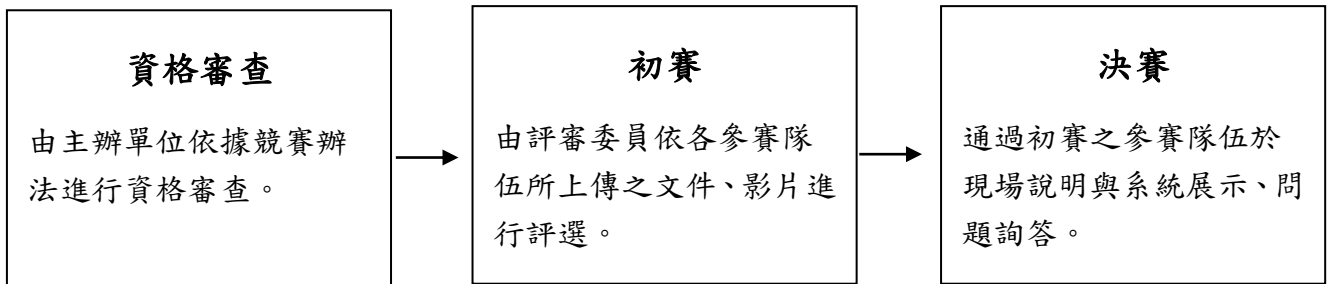 資格審查
由主辦單位依據競賽辦
法進行資格審查。
初賽
由評審委員依各參賽隊
伍所上傳之文件、影片進
行評選。
決賽
通過初賽之參賽隊伍於
現場說明與系統展示、問
題詢答。